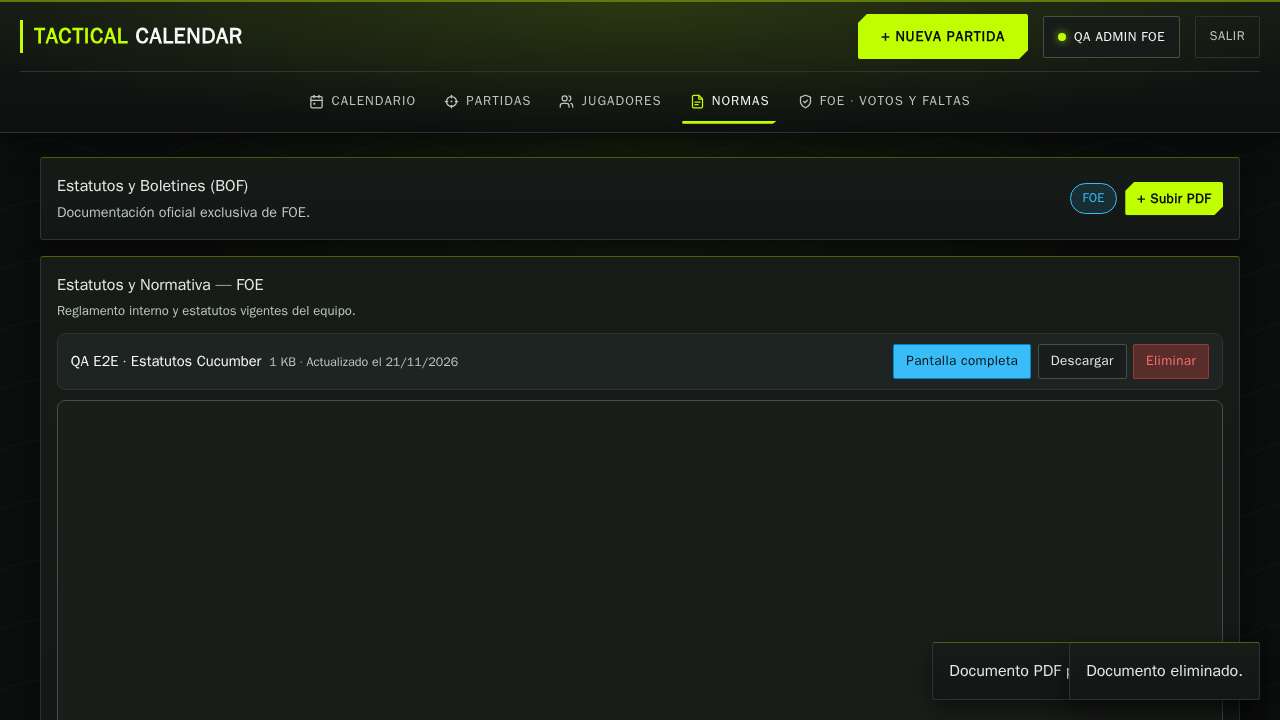 TACTICAL CALENDAR
+ NUEVA PARTIDA
QA ADMIN FOE
SALIR
CALENDARIO
PARTIDAS
JUGADORES
NORMAS
FOE · VOTOS Y FALTAS
Estatutos y Boletines (BOF)
Documentación oficial exclusiva de FOE.
FOE
+ Subir PDF
Estatutos y Normativa — FOE
Reglamento interno y estatutos vigentes del equipo.
QA E2E · Estatutos Cucumber 1 KB · Actualizado el 21/11/2026
Pantalla completa
Descargar
Eliminar
Documento PDF
Documento eliminado.